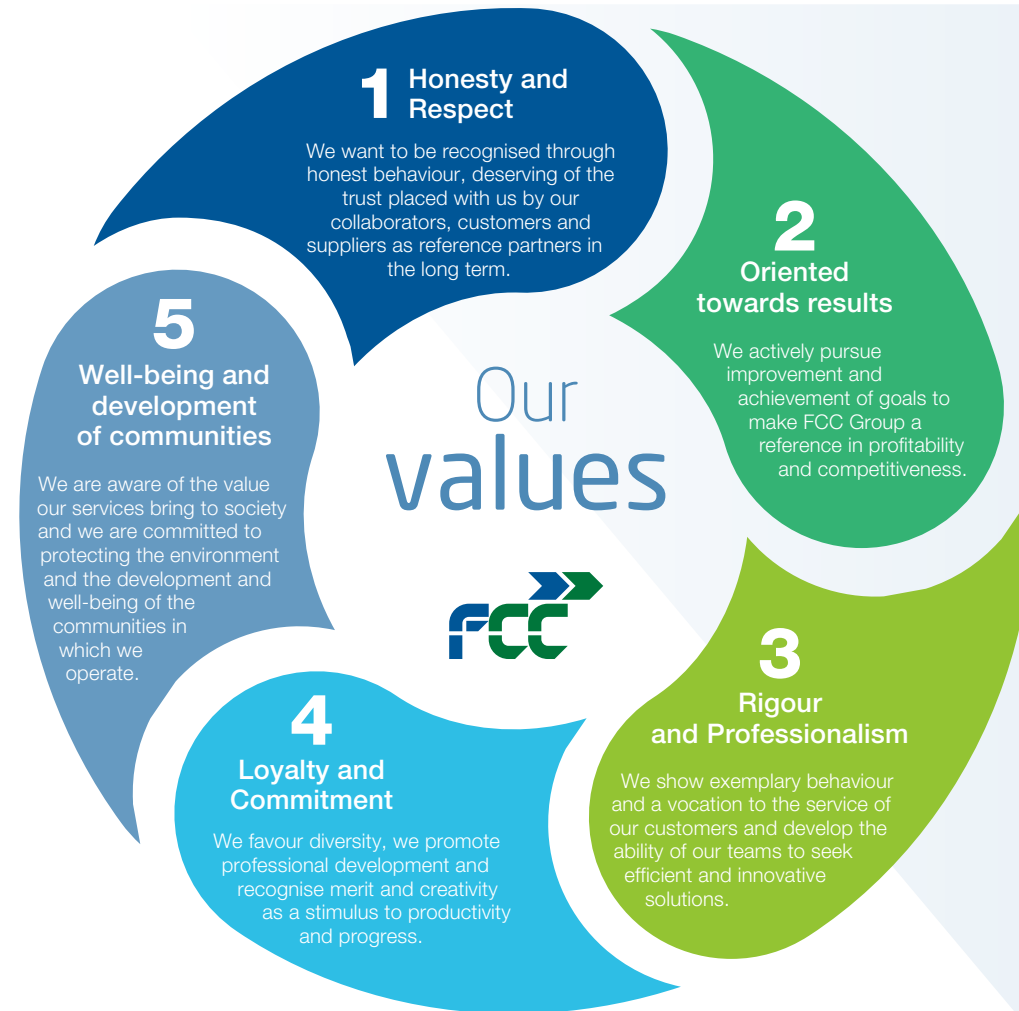 Our
values
FCC
1
Honesty and
Respect
We want to be recognised through
honest behaviour, deserving of the
trust placed with us by our
collaborators, customers and
suppliers as reference partners in
the long term.
2
Oriented
towards results
We actively pursue
improvement and
achievement of goals to
make FCC Group a
reference in profitability
and competitiveness.
3
Rigour
and Professionalism
We show exemplary behaviour
and a vocation to the service of
our customers and develop the
ability of our teams to seek
efficient and innovative
solutions.
4
Loyalty and
Commitment
We favour diversity, we promote
professional development and
recognise merit and creativity
as a stimulus to productivity
and progress.
5
Well-being and
development
of communities
We are aware of the value
our services bring to society
and we are committed to
protecting the environment
and the development and
well-being of the
communities in
which we
operate.